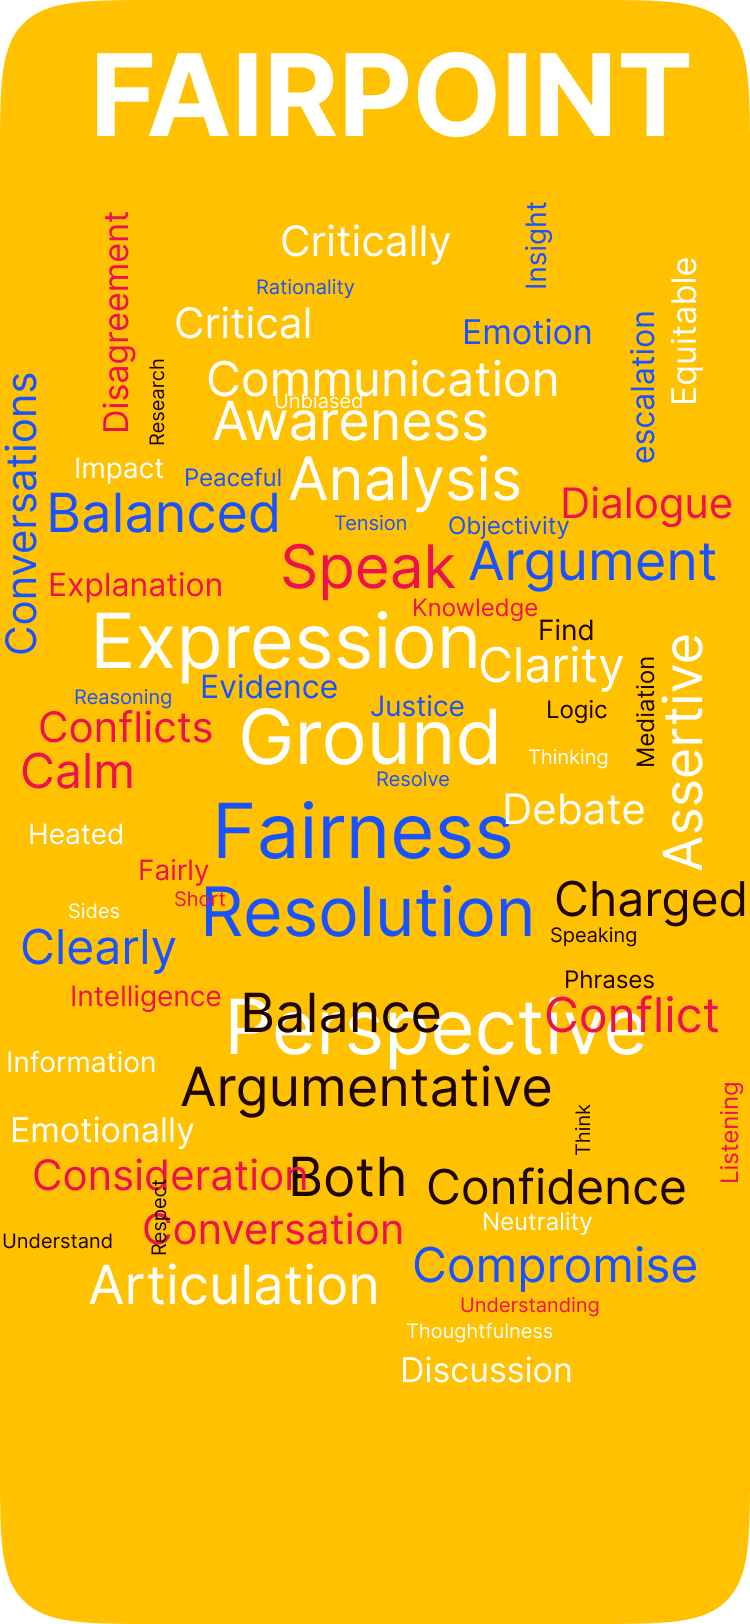 FAIRPOINT
Insight
Disagreement
Critically
Equitable
Rationality
Critical
escalation
Emotion
Research
Communication
Conversations
Unbiased
Awareness
Impact
Peaceful
Analysis
Balanced
Dialogue
Tension
Objectivity
Speak
Argument
Explanation
Knowledge
Expression
Find
Assertive
Clarity
Mediation
Evidence
Reasoning
Justice
Logic
Conflicts
Ground
Thinking
Calm
Resolve
Fairness
Debate
Heated
Fairly
Charged
Short
Resolution
Sides
Speaking
Clearly
Phrases
Intelligence
Balance
Perspective
Conflict
Information
Argumentative
Listening
Think
Emotionally
Consideration
Both
Confidence
Respect
Neutrality
Conversation
Understand
Compromise
Articulation
Understanding
Thoughtfulness
Discussion